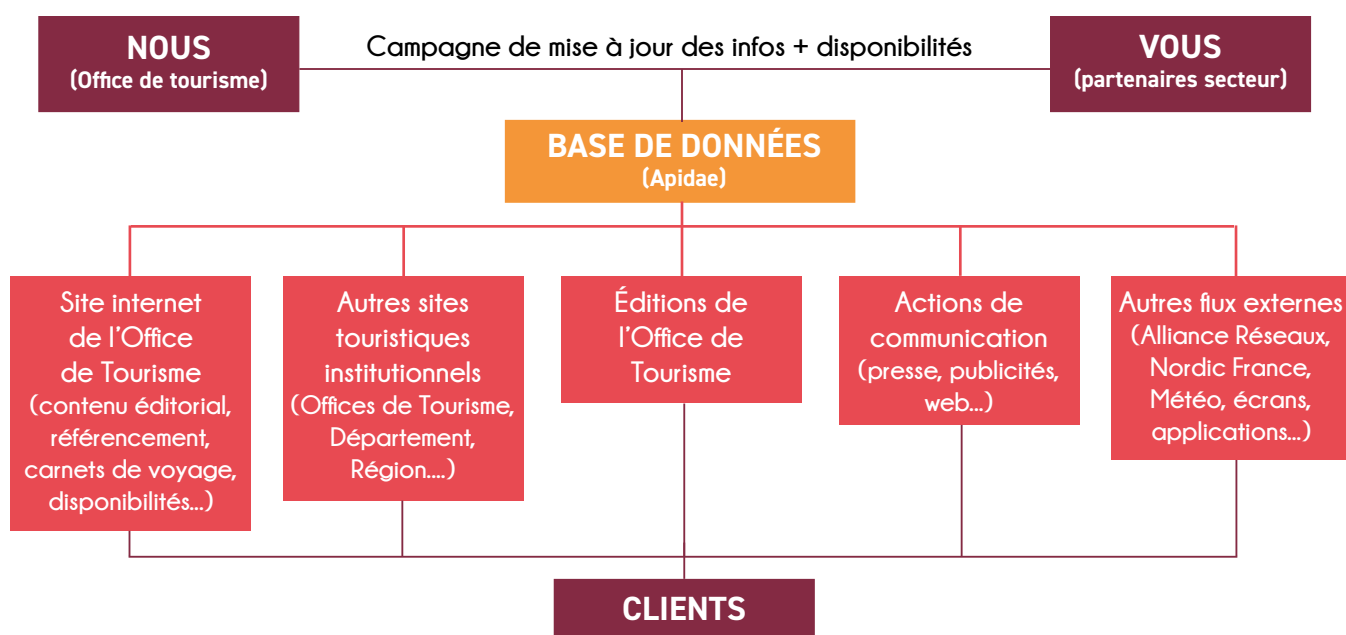 NOUS
(Office de tourisme)
Campagne de mise à jour des infos + disponibilités
VOUS
(partenaires secteur)
BASE DE DONNÉES
(Apidae)
Site internet
de l'Office
de Tourisme
(contenu éditorial,
référencement,
carnets de voyage,
disponibilités...)
Autres sites
touristiques
institutionnels
(Offices de Tourisme,
Département,
Région....)
Éditions de
l'Office de
Tourisme
Actions de
communication
(presse, publicités,
web...)
Autres flux externes
(Alliance Réseaux,
Nordic France,
Météo, écrans,
applications...)
CLIENTS